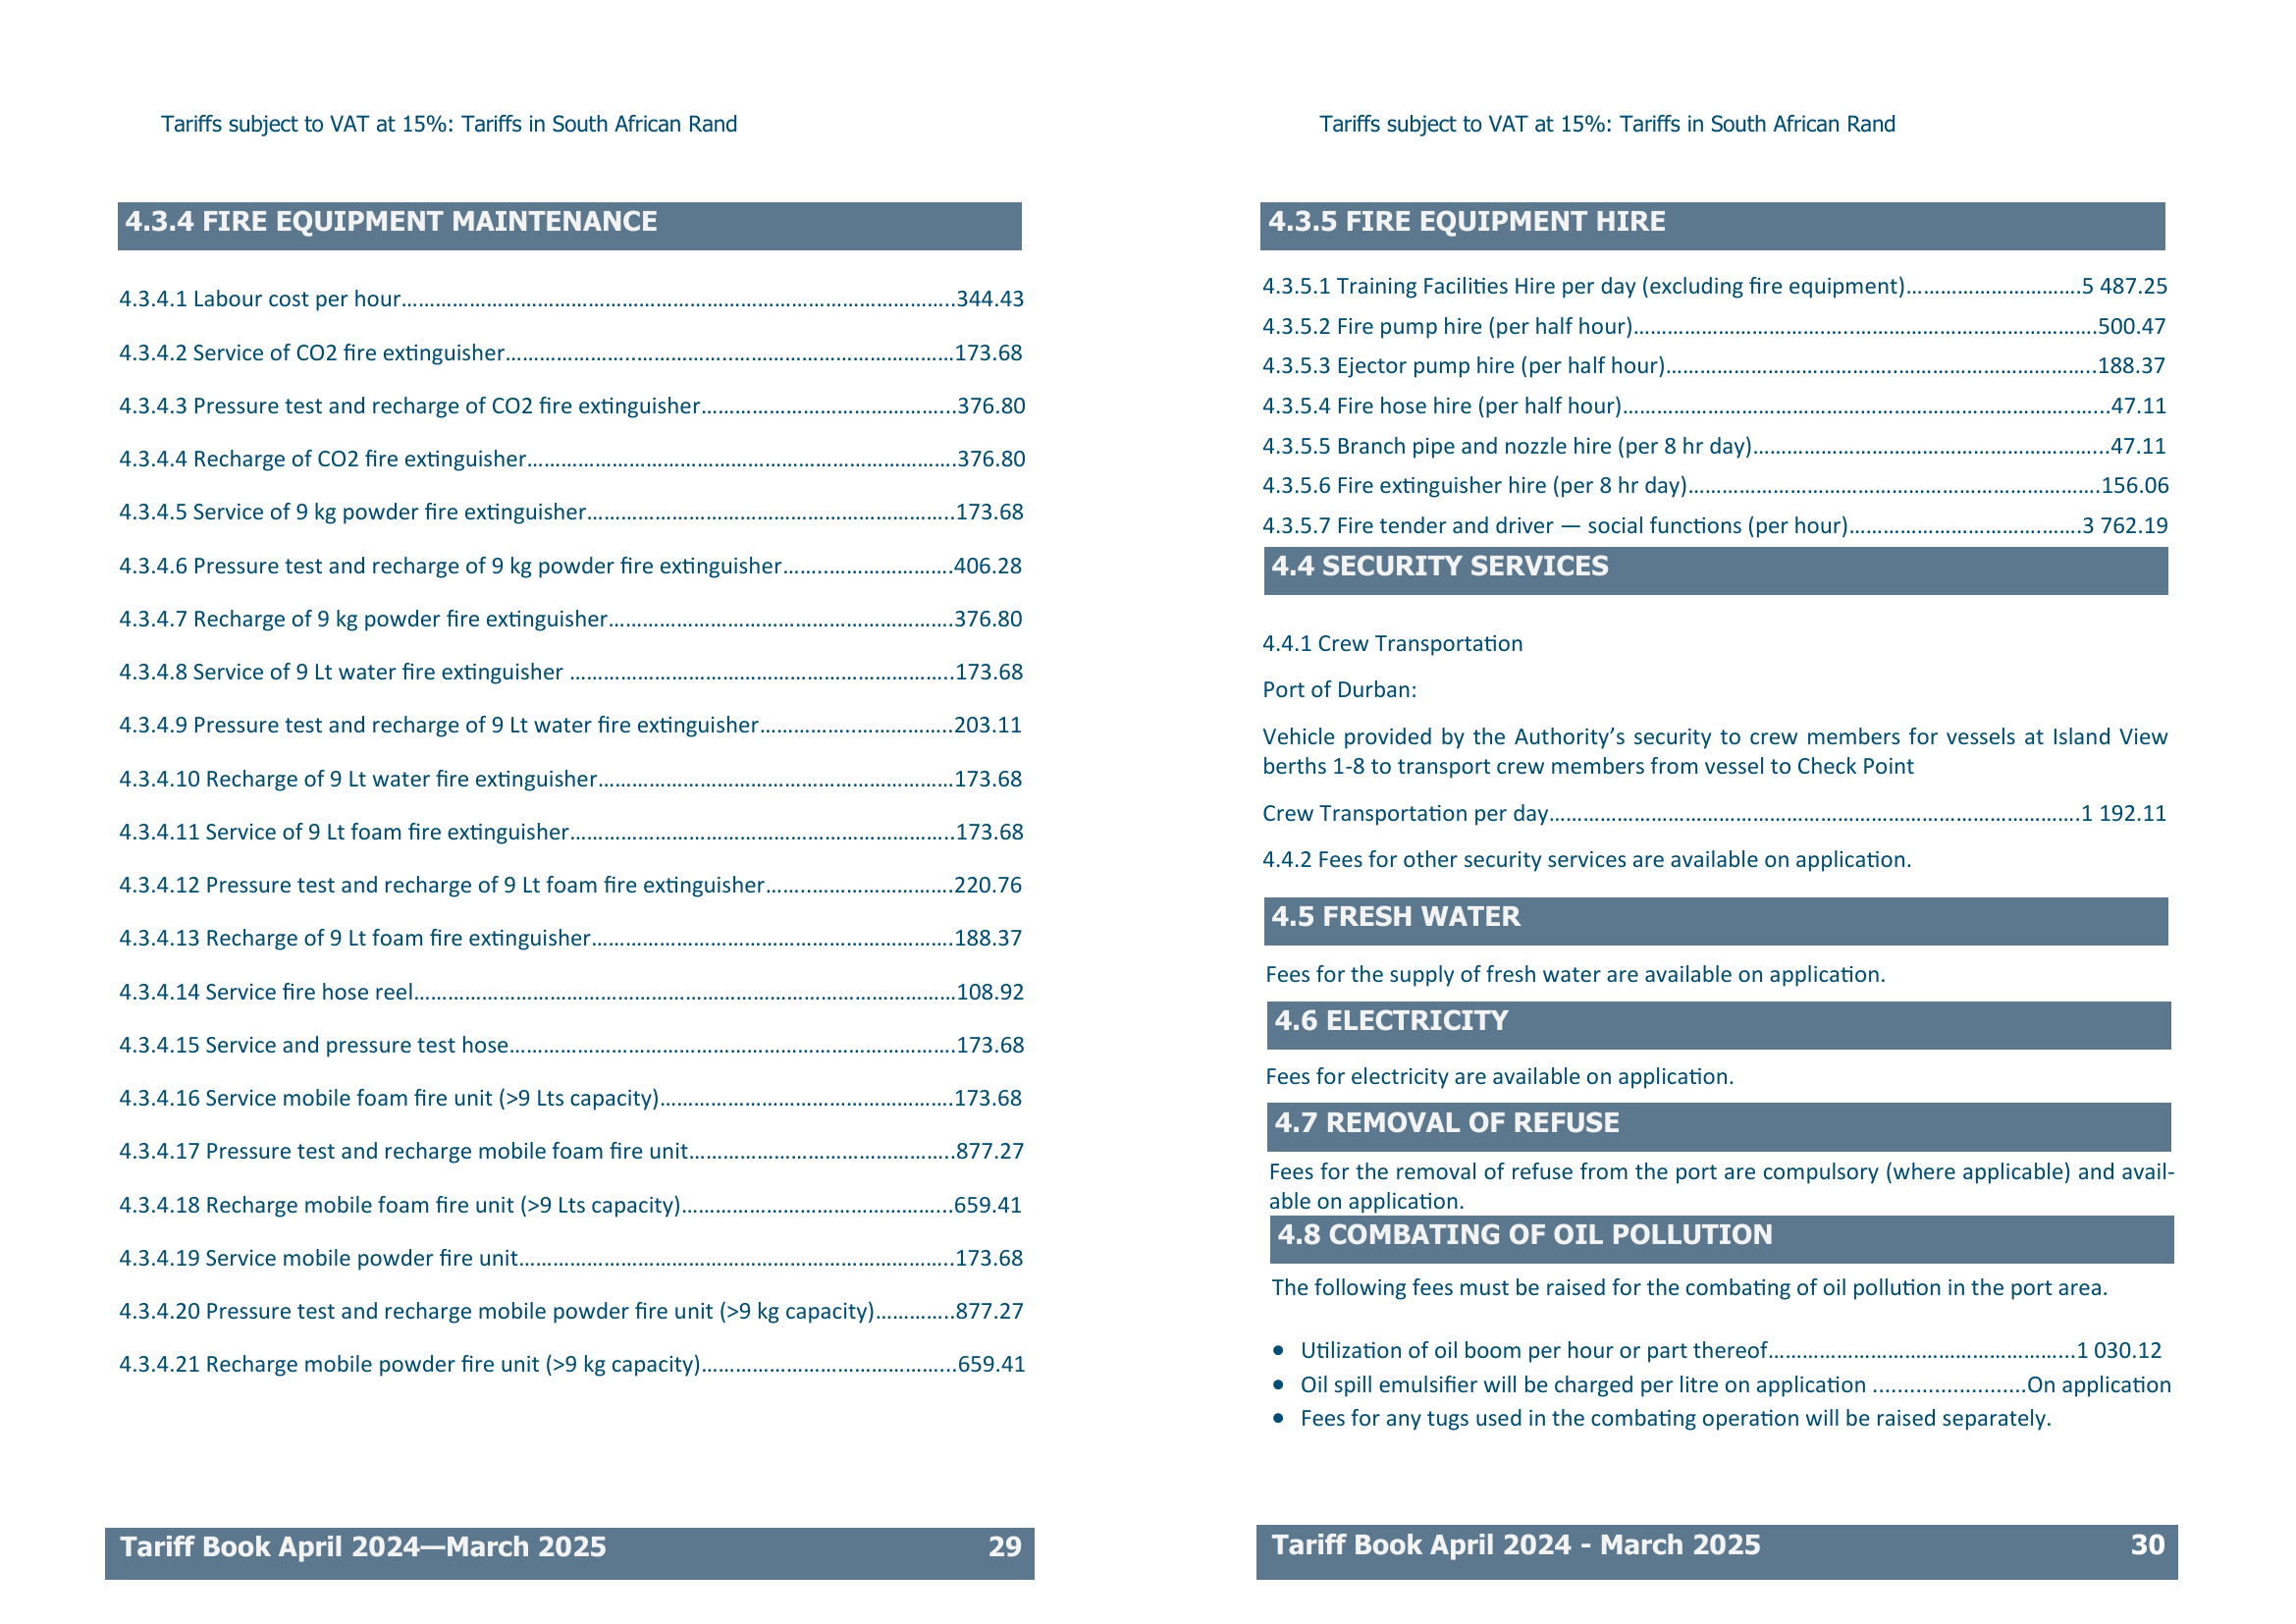 Tariffs subject to VAT at 15%: Tariffs in South African Rand
4.3.4 FIRE EQUIPMENT MAINTENANCE
4.3.4.1 Labour cost per hour……………………………………………………………………………………..344.43
4.3.4.2 Service of CO2 fire extinguisher…………………..……………..…………………………………173.68
4.3.4.3 Pressure test and recharge of CO2 fire extinguisher……………………………………..376.80
4.3.4.4 Recharge of CO2 fire extinguisher………………………………………………………………….376.80
4.3.4.5 Service of 9 kg powder fire extinguisher………………………………………………………..173.68
4.3.4.6 Pressure test and recharge of 9 kg powder fire extinguisher……..………………….406.28
4.3.4.7 Recharge of 9 kg powder fire extinguisher…………………………………………………….376.80
4.3.4.8 Service of 9 Lt water fire extinguisher …………………………………………………………..173.68
4.3.4.9 Pressure test and recharge of 9 Lt water fire extinguisher……………..……………..203.11
4.3.4.10 Recharge of 9 Lt water fire extinguisher………………………………………………………173.68
4.3.4.11 Service of 9 Lt foam fire extinguisher………………………………………………………….173.68
4.3.4.12 Pressure test and recharge of 9 Lt foam fire extinguisher……..…………………….220.76
4.3.4.13 Recharge of 9 Lt foam fire extinguisher……………………………………………………….188.37
4.3.4.14 Service fire hose reel……………………………………………………………………………………108.92
4.3.4.15 Service and pressure test hose…………………………………………………………………….173.68
4.3.4.16 Service mobile foam fire unit (>9 Lts capacity)…………………………………………….173.68
4.3.4.17 Pressure test and recharge mobile foam fire unit………………………………………..877.27
4.3.4.18 Recharge mobile foam fire unit (>9 Lts capacity)………………………………………...659.41
4.3.4.19 Service mobile powder fire unit…………………………………………………………………..173.68
4.3.4.20 Pressure test and recharge mobile powder fire unit (>9 kg capacity)…………..877.27
4.3.4.21 Recharge mobile powder fire unit (>9 kg capacity)……………………………………...659.41
Tariff Book April 2024—March 2025 29
Tariffs subject to VAT at 15%: Tariffs in South African Rand
4.3.5 FIRE EQUIPMENT HIRE
4.3.5.1 Training Facilities Hire per day (excluding fire equipment)………………………….5 487.25
4.3.5.2 Fire pump hire (per half hour)………………………………..……………………………………500.47
4.3.5.3 Ejector pump hire (per half hour)…………………………………..…………………………..188.37
4.3.5.4 Fire hose hire (per half hour)…………………………………………………………………..…...47.11
4.3.5.5 Branch pipe and nozzle hire (per 8 hr day)…………………………………………………...47.11
4.3.5.6 Fire extinguisher hire (per 8 hr day)……………………………………………………………….156.06
4.3.5.7 Fire tender and driver — social functions (per hour)…………………………….…….3 762.19
4.4 SECURITY SERVICES
4.4.1 Crew Transportation
Port of Durban:
Vehicle provided by the Authority’s security to crew members for vessels at Island View
berths 1-8 to transport crew members from vessel to Check Point
Crew Transportation per day………………………………………………………………………………….1 192.11
4.4.2 Fees for other security services are available on application.
4.5 FRESH WATER
Fees for the supply of fresh water are available on application.
4.6 ELECTRICITY
Fees for electricity are available on application.
4.7 REMOVAL OF REFUSE
Fees for the removal of refuse from the port are compulsory (where applicable) and avail-
able on application.
4.8 COMBATING OF OIL POLLUTION
The following fees must be raised for the combating of oil pollution in the port area.
• Utilization of oil boom per hour or part thereof……………………………………………...1 030.12
• Oil spill emulsifier will be charged per litre on application .........................On application
• Fees for any tugs used in the combating operation will be raised separately.
Tariff Book April 2024 - March 2025 30